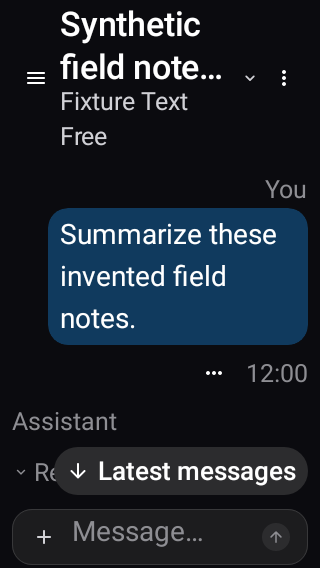 Synthetic
field note…
Fixture Text
Free
You
Summarize these
invented field
notes.
12:00
Assistant
Latest messages
Message…